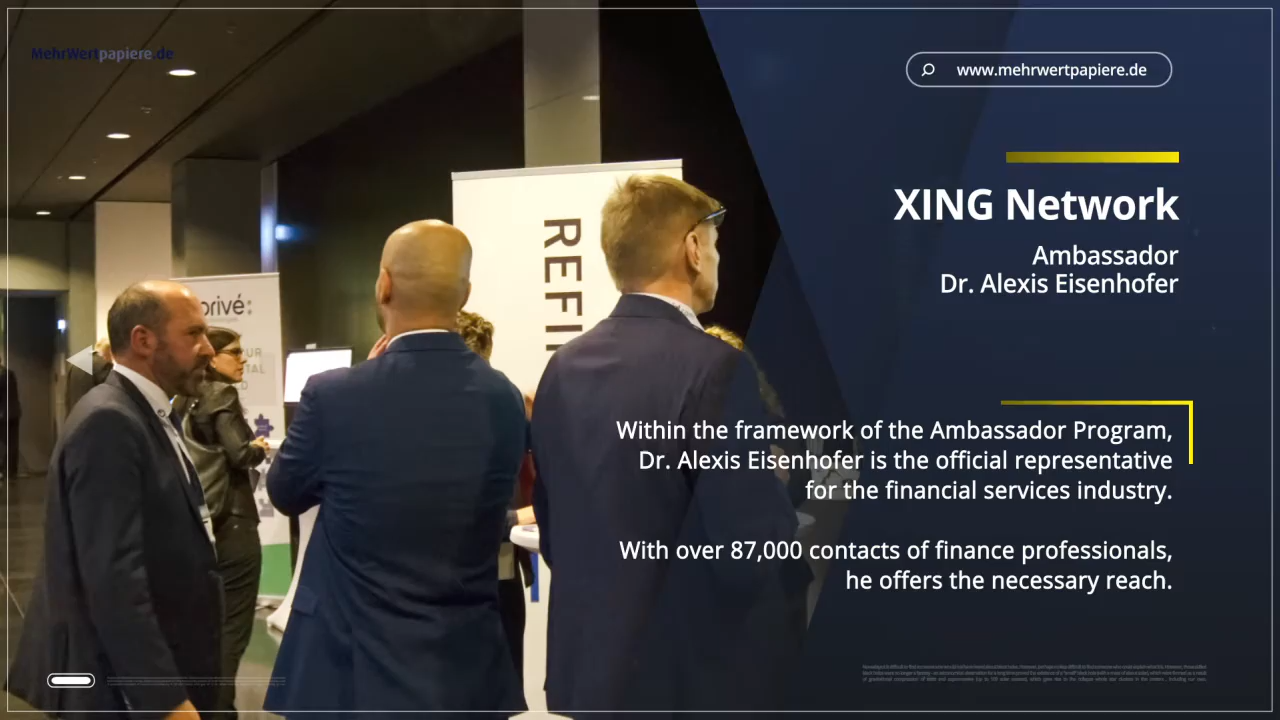 MehrWertpapiere.de
www.mehrwertpapiere.de
XING Network
Ambassador
Dr. Alexis Eisenhofer
privé:
REFI
Within the framework of the Ambassador Program,
Dr. Alexis Eisenhofer is the official representative
for the financial services industry.
With over 87,000 contacts of finance professionals,
he offers the necessary reach.